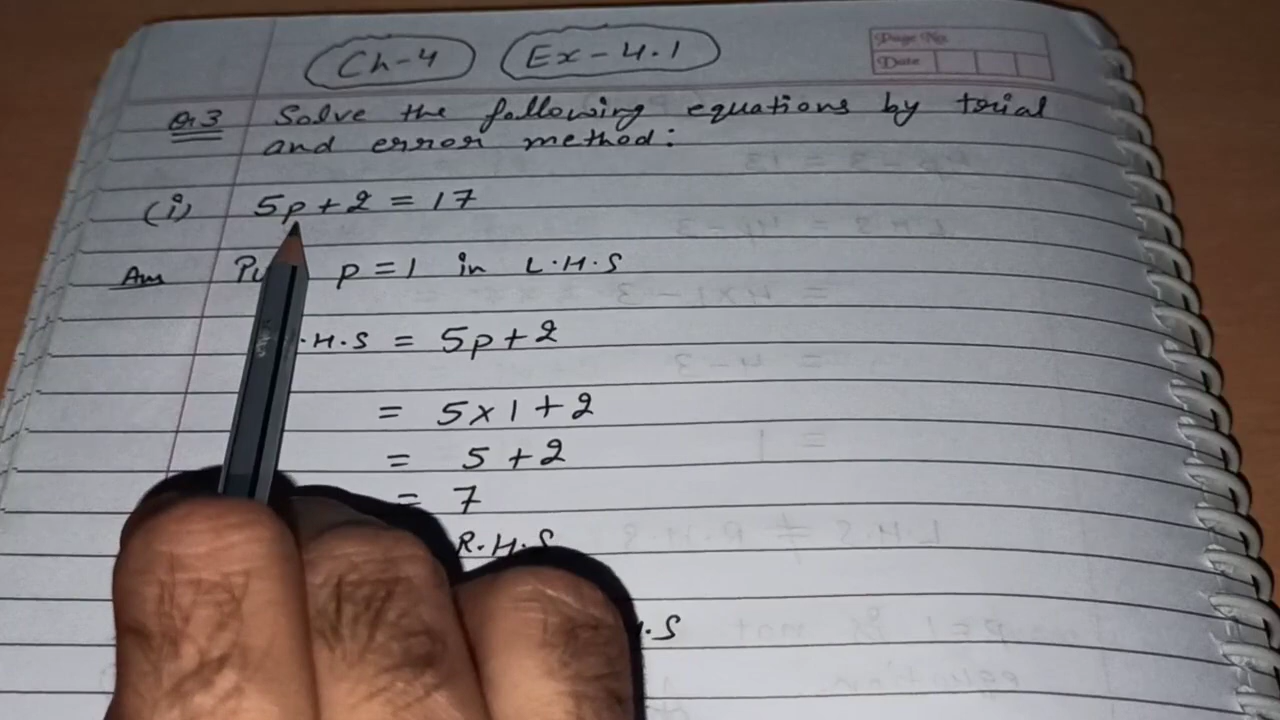 Ch-4 Ex-4.1
Page No.
Date
Q.3 Solve the following equations by trial
and error method:
(i) 5p+2 = 17
Ans p=1 in L.H.S
.H.S = 5p+2
= 5×1+2
= 5+2
= 7
R.H.S
.S